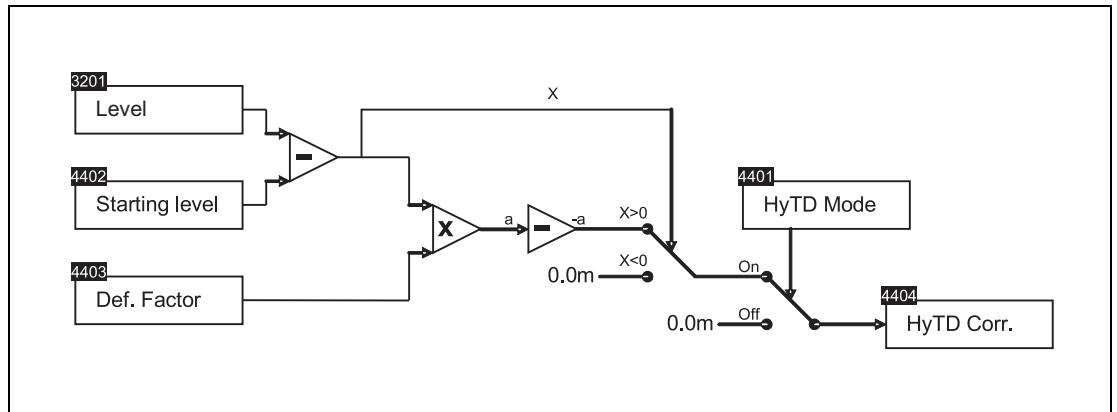 3201
Level
X
4402
Starting level
4401
HyTD Mode
X
a
-a
X>0
X<0
0.0m
On
4403
Def. Factor
4404
HyTD Corr.
0.0m
Off